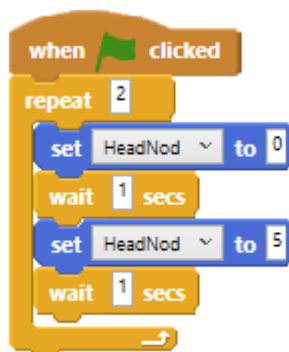 when clicked
repeat 2
set HeadNod to 0
wait 1 secs
set HeadNod to 5
wait 1 secs